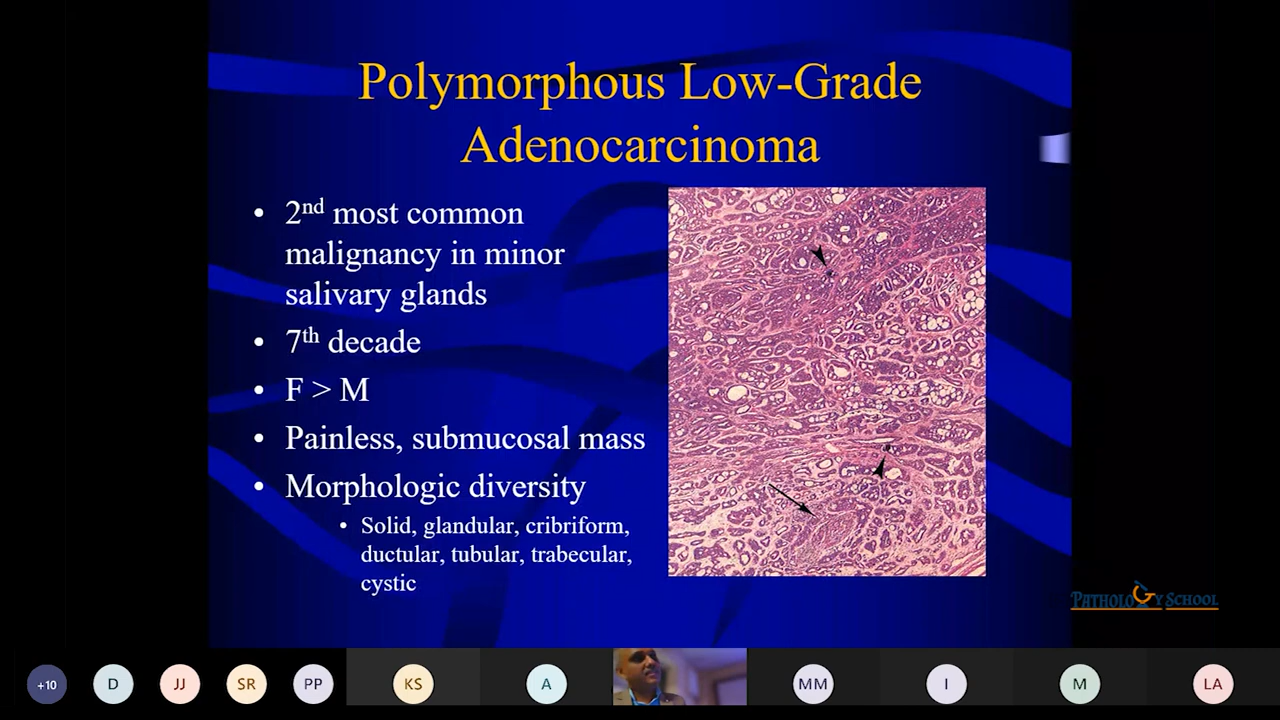 Polymorphous Low-Grade
Adenocarcinoma
• 2nd most common
malignancy in minor
salivary glands
• 7th decade
• F > M
• Painless, submucosal mass
• Morphologic diversity
• Solid, glandular, cribriform,
ductular, tubular, trabecular,
cystic
PATHOLOGY SCHOOL
+10 D JJ SR PP KS A MM I M LA